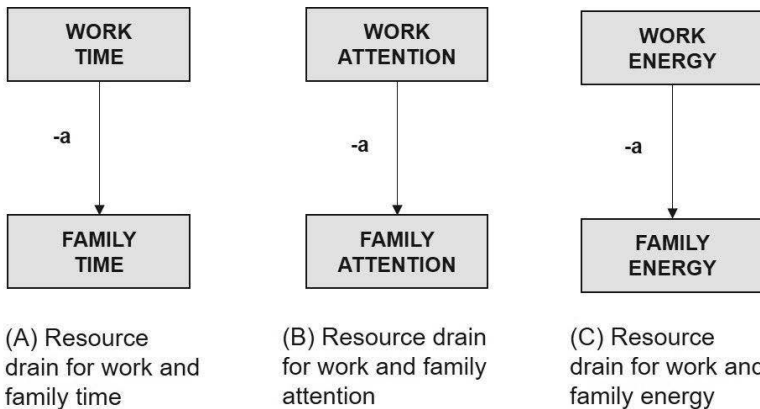 WORK
TIME
WORK
ATTENTION
WORK
ENERGY
-a
-a
-a
FAMILY
TIME
FAMILY
ATTENTION
FAMILY
ENERGY
(A) Resource
drain for work and
family time
(B) Resource drain
for work and family
attention
(C) Resource
drain for work and
family energy